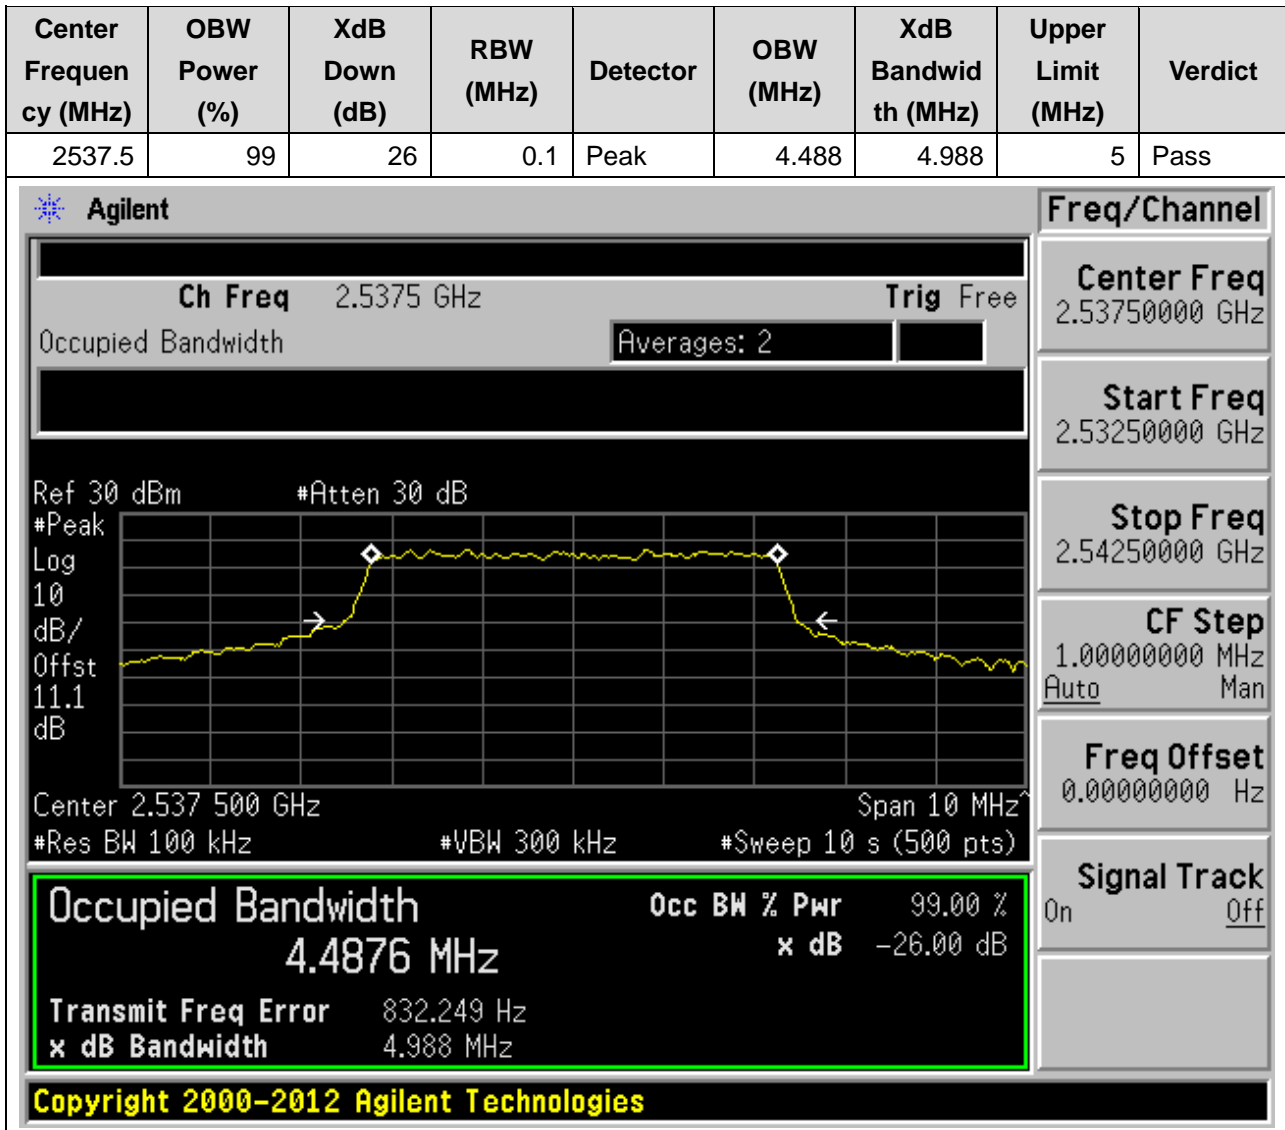 Center Frequency (MHz) OBW Power (%) XdB Down (dB) RBW (MHz) Detector OBW (MHz) XdB Bandwidth (MHz) Upper Limit (MHz) Verdict
2537.5 99 26 0.1 Peak 4.488 4.988 5 Pass
Agilent
Freq/Channel
Ch Freq 2.5375 GHz Trig Free
Occupied Bandwidth Averages: 2
Center Freq
2.53750000 GHz
Start Freq
2.53250000 GHz
Stop Freq
2.54250000 GHz
CF Step
1.00000000 MHz
Auto Man
Freq Offset
0.00000000 Hz
Signal Track
On Off
Ref 30 dBm #Atten 30 dB
#Peak
Log
10
dB/
Offst
11.1
dB
Center 2.537 500 GHz Span 10 MHz^
#Res BW 100 kHz #VBW 300 kHz #Sweep 10 s (500 pts)
Occupied Bandwidth Occ BW % Pwr 99.00 %
4.4876 MHz x dB -26.00 dB
Transmit Freq Error 832.249 Hz
x dB Bandwidth 4.988 MHz
Copyright 2000-2012 Agilent Technologies